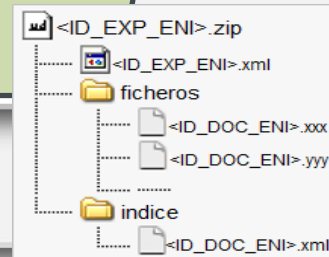 <ID_EXP_ENI>.zip
<ID_EXP_ENI>.xml
ficheros
<ID_DOC_ENI>.xxx
<ID_DOC_ENI>.yyy
.........
indice
<ID_DOC_ENI>.xml